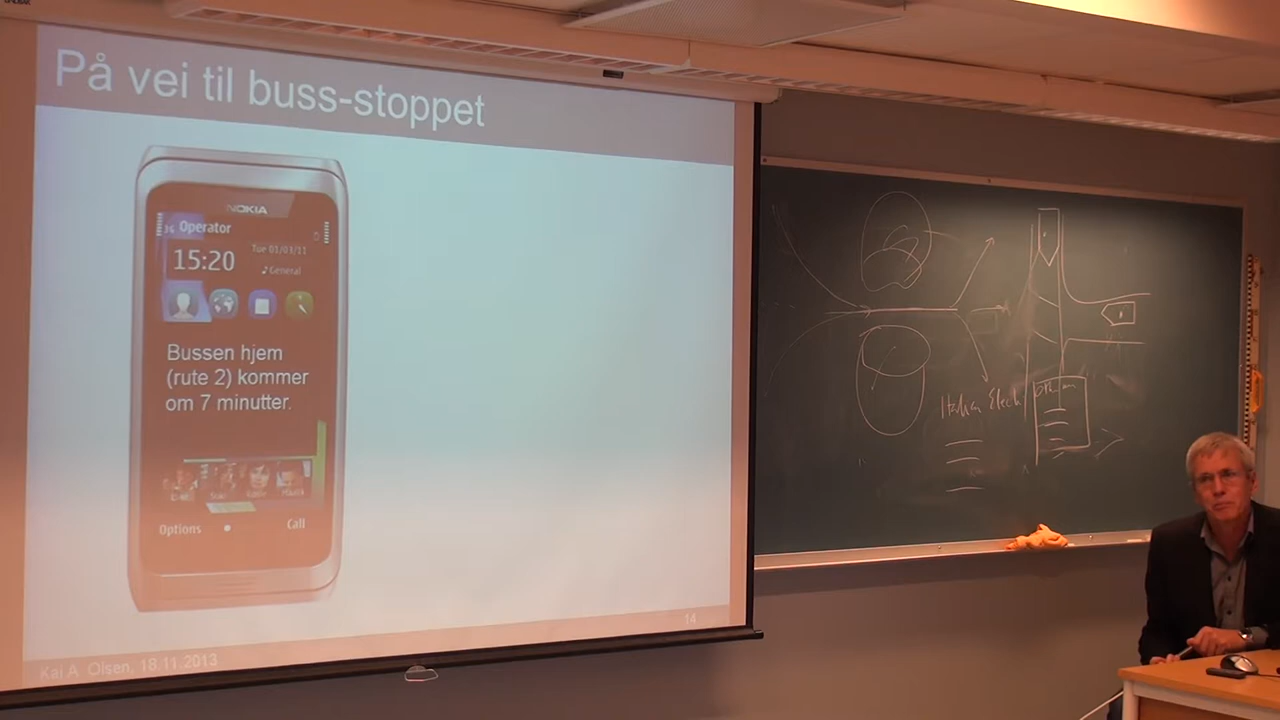 På vei til buss-stoppet
NOKIA
Operator
Tue 01/03/11
15:20
General
Bussen hjem
(rute 2) kommer
om 7 minutter.
Options
Call
14
Kai A. Olsen, 18.11.2013